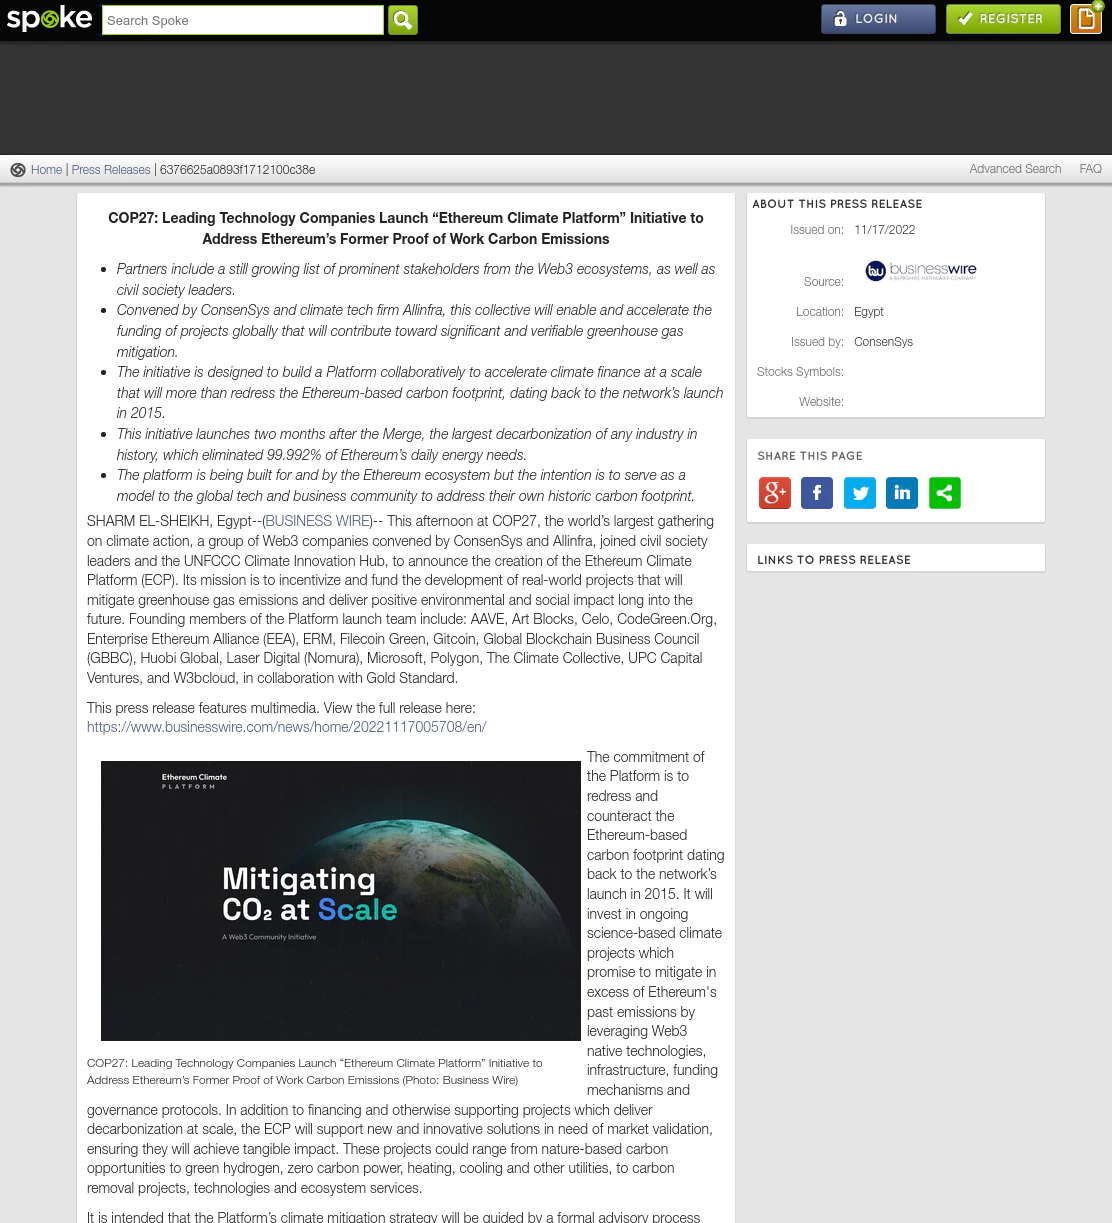 spoke
Search Spoke
LOGIN
REGISTER
Home | Press Releases | 6376625a0893f1712100c38e
Advanced Search
FAQ
COP27: Leading Technology Companies Launch “Ethereum Climate Platform” Initiative to
Address Ethereum’s Former Proof of Work Carbon Emissions
Partners include a still growing list of prominent stakeholders from the Web3 ecosystems, as well as
civil society leaders.
Convened by ConsenSys and climate tech firm Allinfra, this collective will enable and accelerate the
funding of projects globally that will contribute toward significant and verifiable greenhouse gas
mitigation.
The initiative is designed to build a Platform collaboratively to accelerate climate finance at a scale
that will more than redress the Ethereum-based carbon footprint, dating back to the network’s launch
in 2015.
This initiative launches two months after the Merge, the largest decarbonization of any industry in
history, which eliminated 99.992% of Ethereum’s daily energy needs.
The platform is being built for and by the Ethereum ecosystem but the intention is to serve as a
model to the global tech and business community to address their own historic carbon footprint.
SHARM EL-SHEIKH, Egypt--(BUSINESS WIRE)-- This afternoon at COP27, the world’s largest gathering
on climate action, a group of Web3 companies convened by ConsenSys and Allinfra, joined civil society
leaders and the UNFCCC Climate Innovation Hub, to announce the creation of the Ethereum Climate
Platform (ECP). Its mission is to incentivize and fund the development of real-world projects that will
mitigate greenhouse gas emissions and deliver positive environmental and social impact long into the
future. Founding members of the Platform launch team include: AAVE, Art Blocks, Celo, CodeGreen.Org,
Enterprise Ethereum Alliance (EEA), ERM, Filecoin Green, Gitcoin, Global Blockchain Business Council
(GBBC), Huobi Global, Laser Digital (Nomura), Microsoft, Polygon, The Climate Collective, UPC Capital
Ventures, and W3bcloud, in collaboration with Gold Standard.
This press release features multimedia. View the full release here:
https://www.businesswire.com/news/home/20221117005708/en/
Ethereum Climate
PLATFORM
Mitigating
CO₂ at Scale
A Web3 Community Initiative
COP27: Leading Technology Companies Launch “Ethereum Climate Platform” Initiative to
Address Ethereum’s Former Proof of Work Carbon Emissions (Photo: Business Wire)
The commitment of
the Platform is to
redress and
counteract the
Ethereum-based
carbon footprint dating
back to the network’s
launch in 2015. It will
invest in ongoing
science-based climate
projects which
promise to mitigate in
excess of Ethereum's
past emissions by
leveraging Web3
native technologies,
infrastructure, funding
mechanisms and
governance protocols. In addition to financing and otherwise supporting projects which deliver
decarbonization at scale, the ECP will support new and innovative solutions in need of market validation,
ensuring they will achieve tangible impact. These projects could range from nature-based carbon
opportunities to green hydrogen, zero carbon power, heating, cooling and other utilities, to carbon
removal projects, technologies and ecosystem services.
It is intended that the Platform’s climate mitigation strategy will be guided by a formal advisory process
ABOUT THIS PRESS RELEASE
Issued on: 11/17/2022
Source: bw businesswire
A BERKSHIRE HATHAWAY COMPANY
Location: Egypt
Issued by: ConsenSys
Stocks Symbols:
Website:
SHARE THIS PAGE
LINKS TO PRESS RELEASE